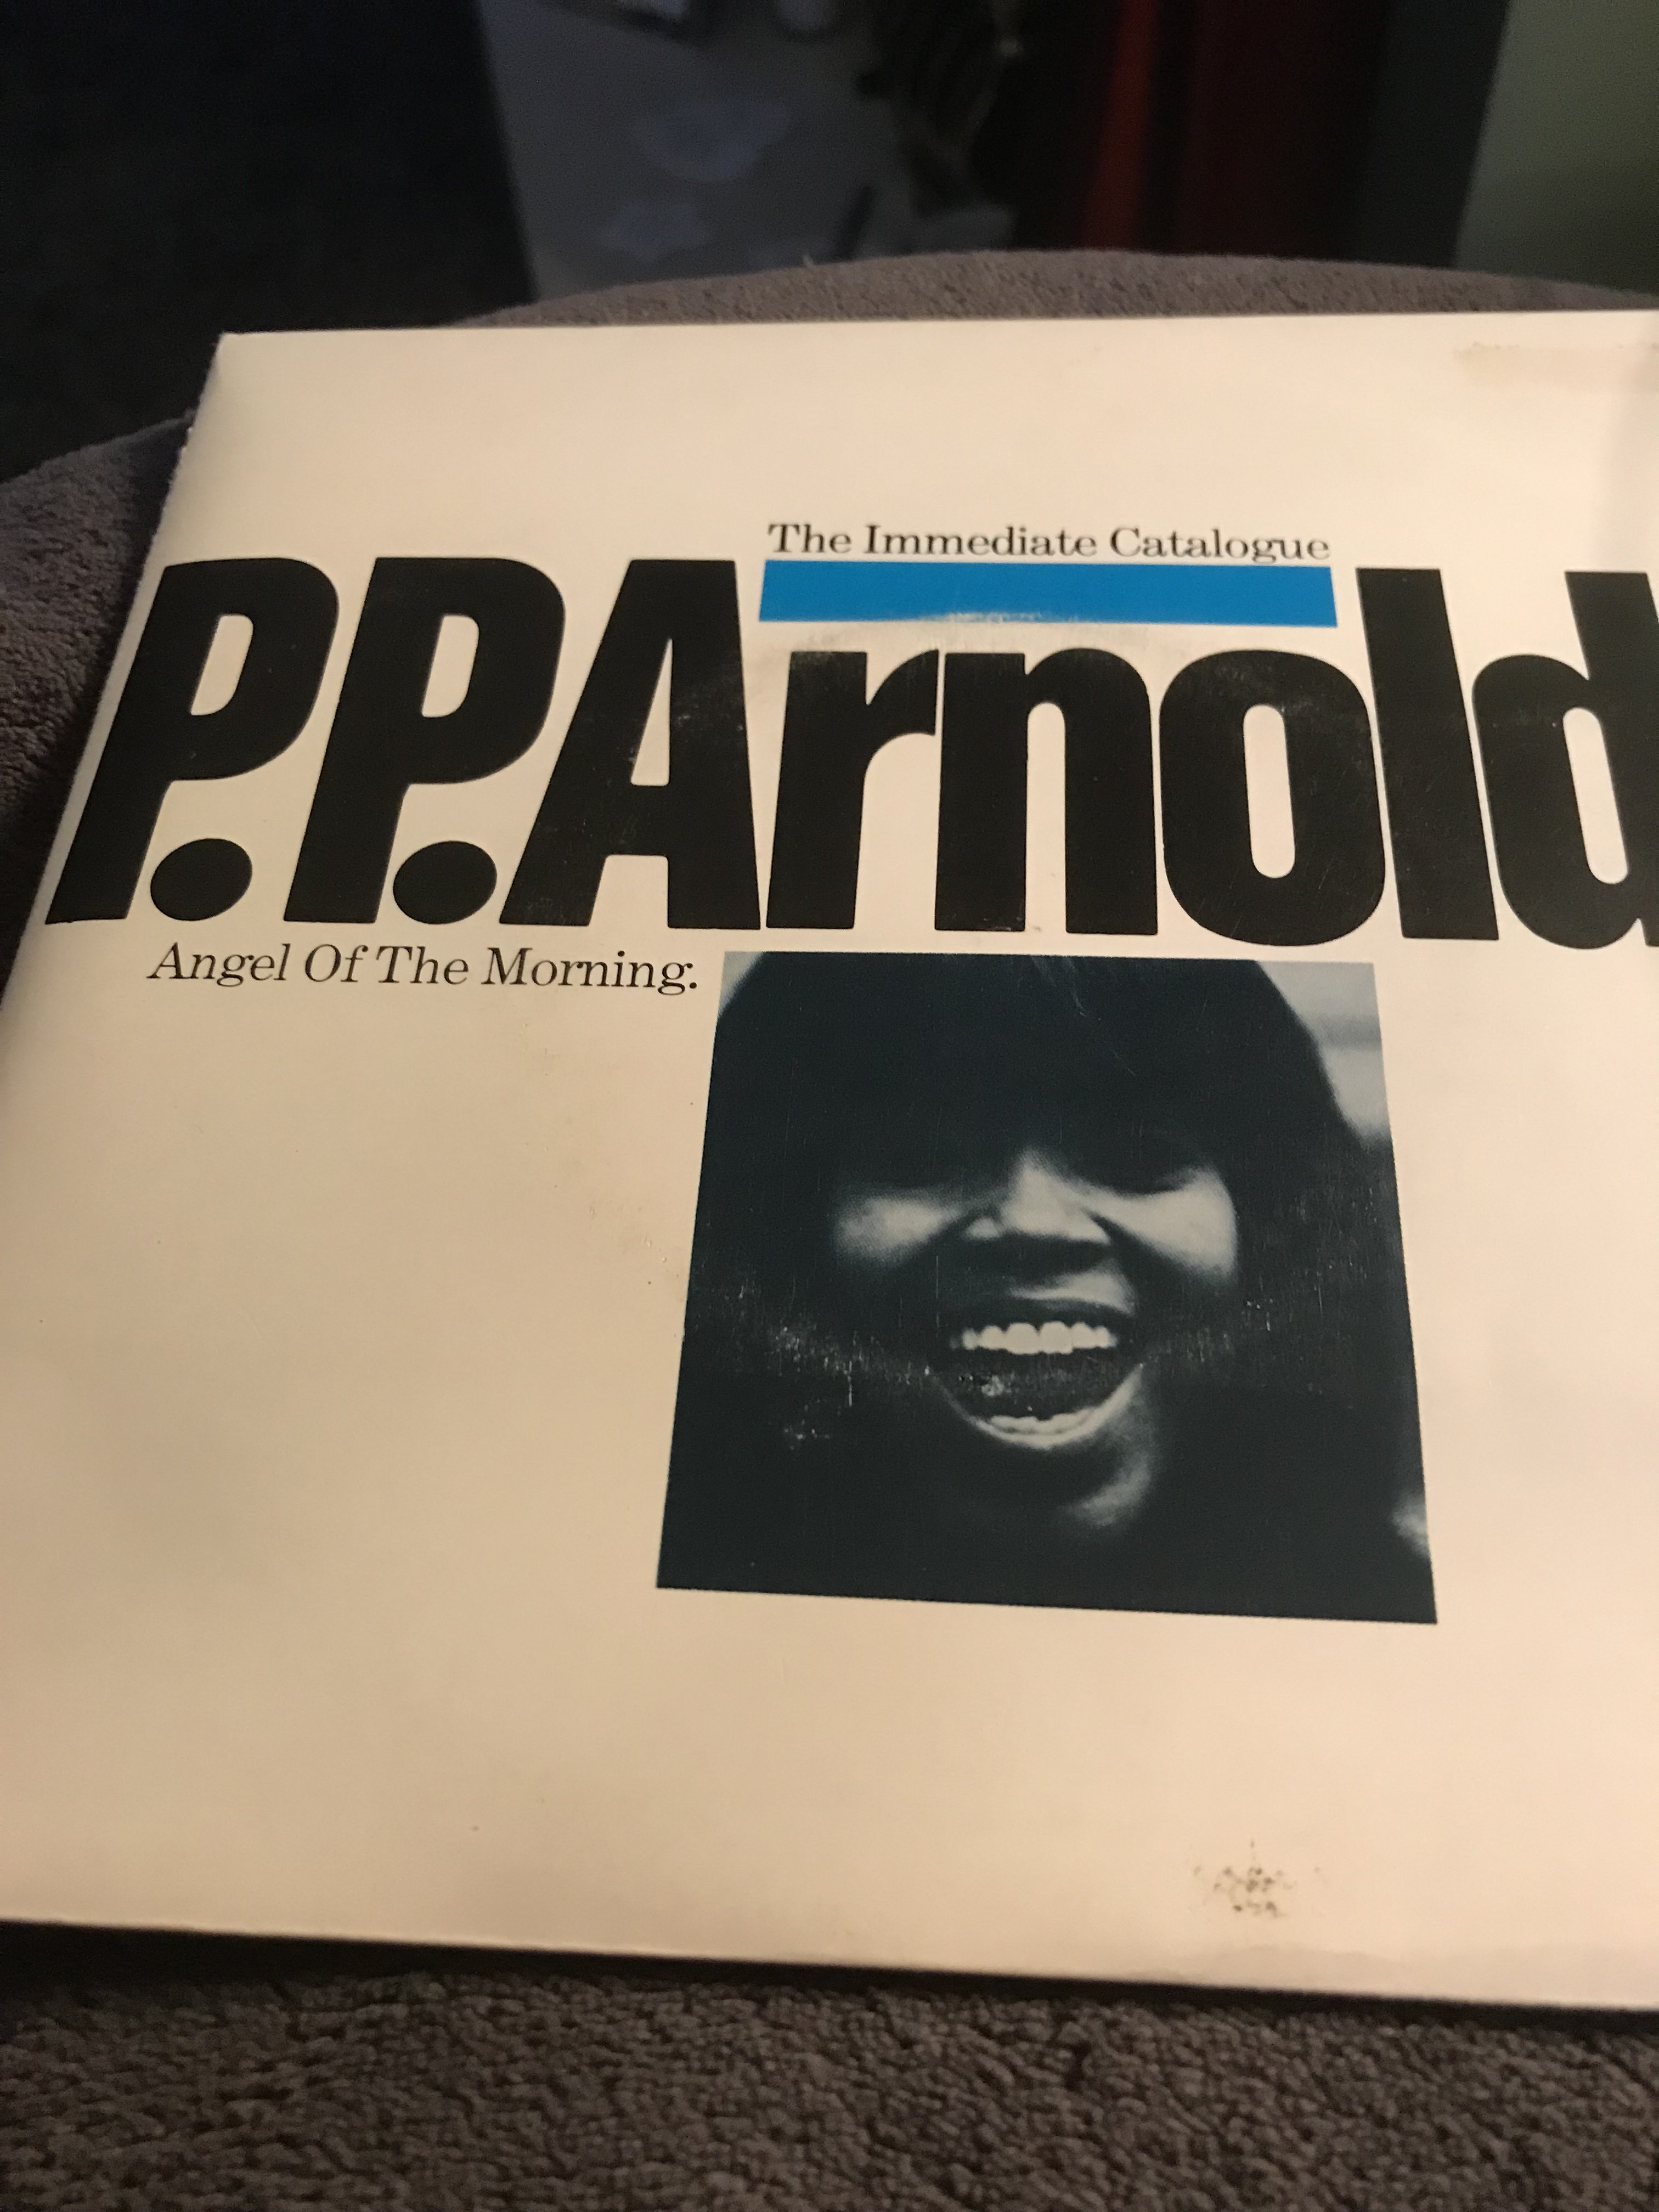 The Immediate Catalogue
P.P.Arnold
Angel Of The Morning.